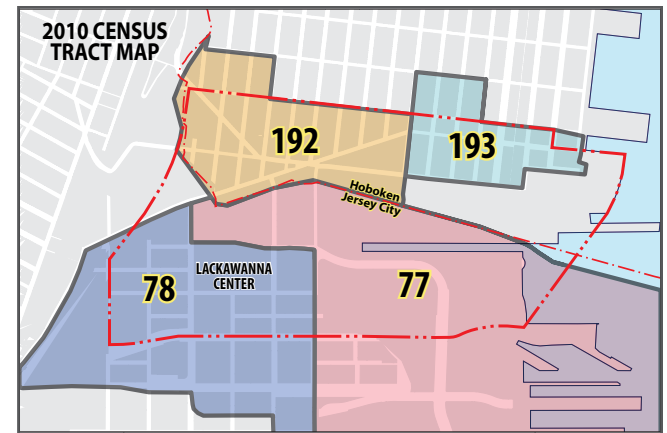 2010 CENSUS
TRACT MAP
192
193
Hoboken
Jersey City
78
LACKAWANNA
CENTER
77